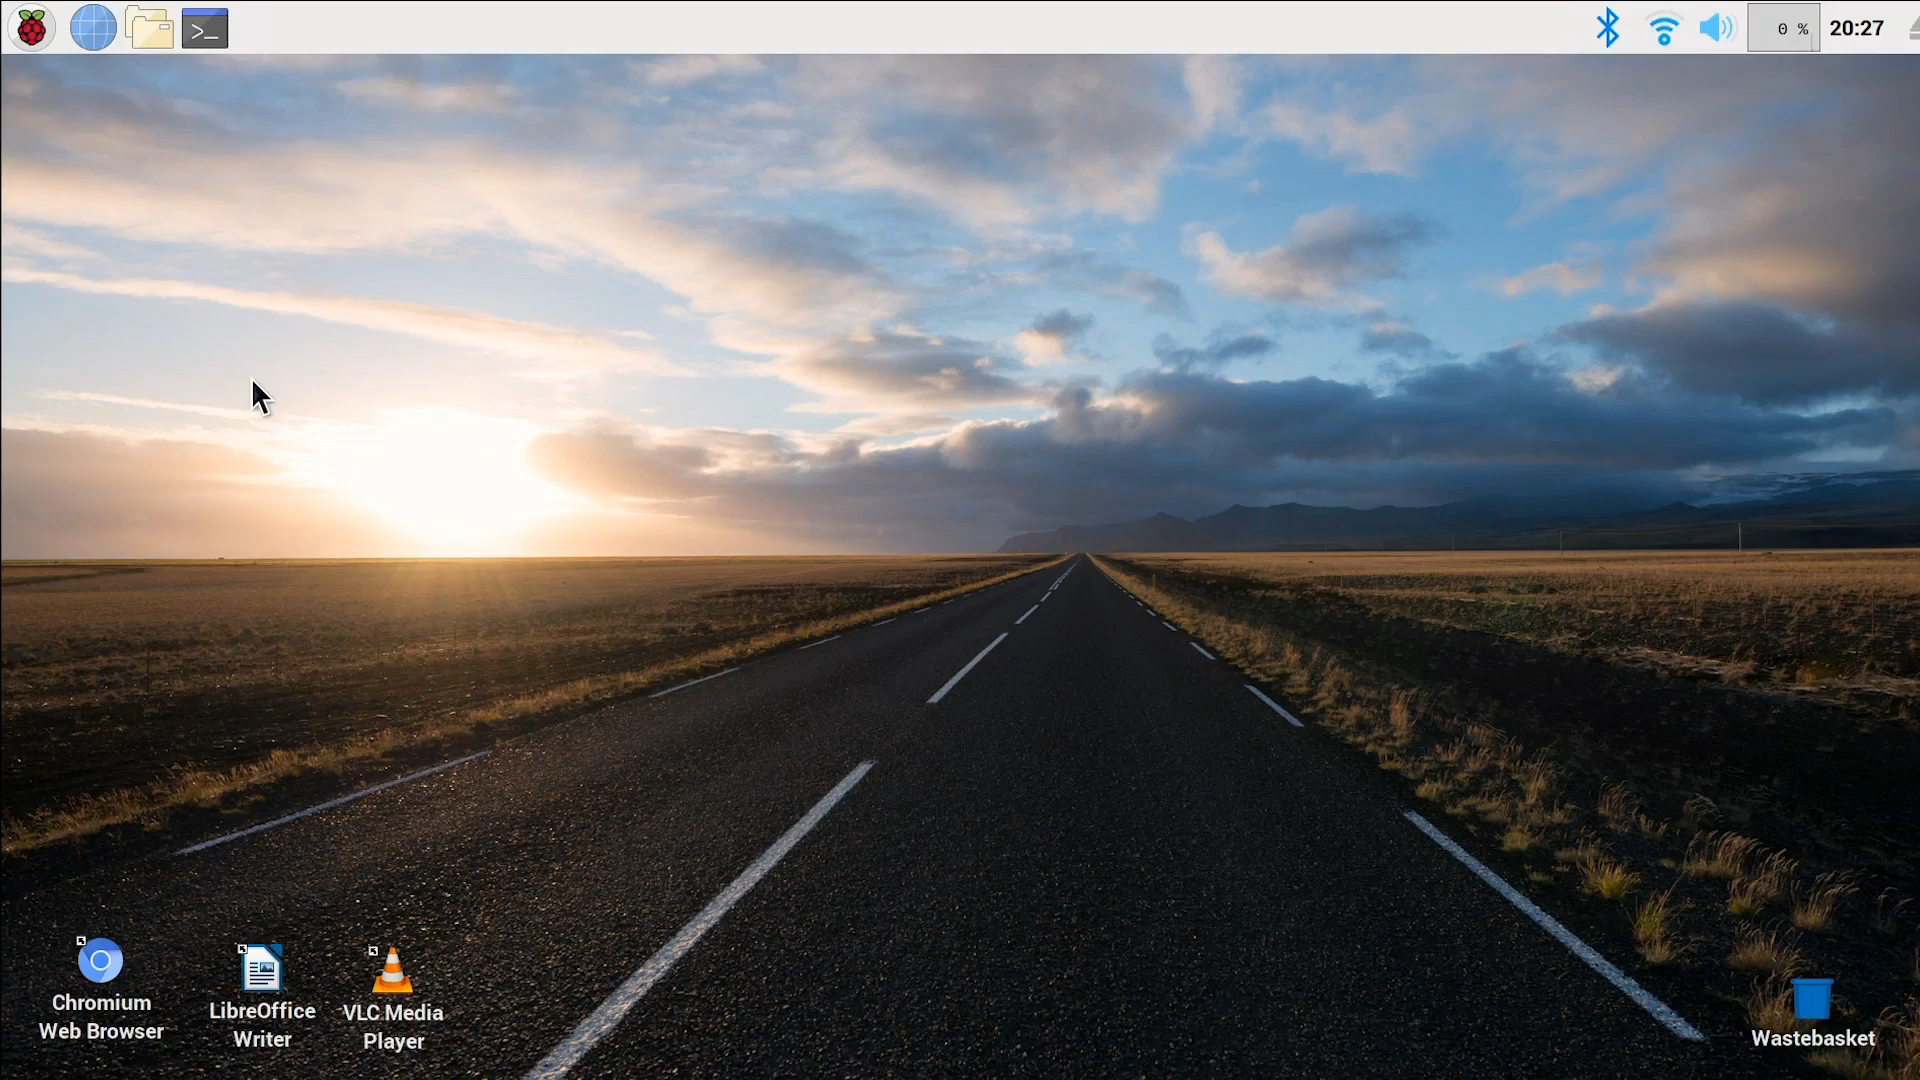 >_
0 %
20:27
Chromium
Web Browser
LibreOffice
Writer
VLC Media
Player
Wastebasket